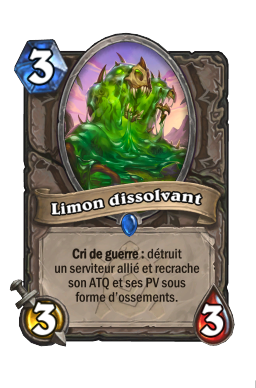 3
Limon dissolvant
Cri de guerre : détruit
un serviteur allié et recrache
son ATQ et ses PV sous
forme d'ossements.
3
3